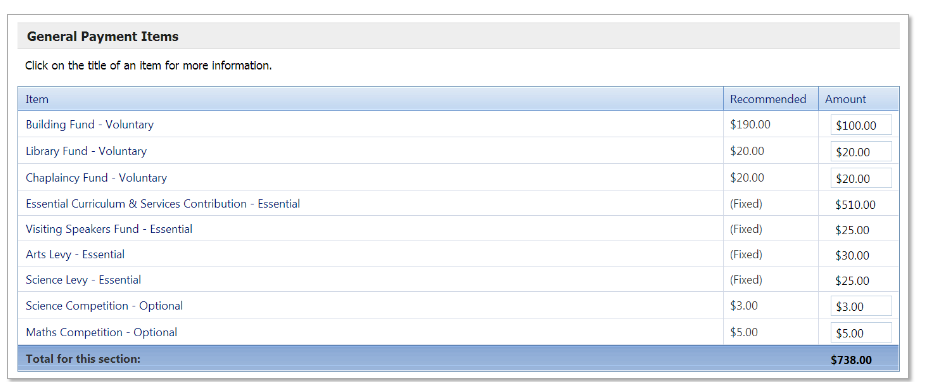 General Payment Items
Click on the title of an item for more information.
Item Recommended Amount
Building Fund - Voluntary $190.00 $100.00
Library Fund - Voluntary $20.00 $20.00
Chaplaincy Fund - Voluntary $20.00 $20.00
Essential Curriculum & Services Contribution - Essential (Fixed) $510.00
Visiting Speakers Fund - Essential (Fixed) $25.00
Arts Levy - Essential (Fixed) $30.00
Science Levy - Essential (Fixed) $25.00
Science Competition - Optional $3.00 $3.00
Maths Competition - Optional $5.00 $5.00
Total for this section: $738.00